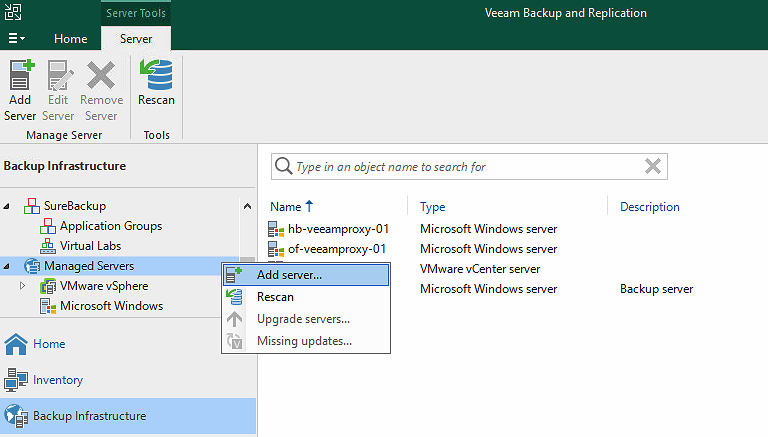 Server Tools
Veeam Backup and Replication
Home
Server
Add Server
Edit Server
Remove Server
Rescan
Manage Server
Tools
Backup Infrastructure
SureBackup
Application Groups
Virtual Labs
Managed Servers
VMware vSphere
Microsoft Windows
Home
Inventory
Backup Infrastructure
Type in an object name to search for
Name Type Description
hb-veeamproxy-01 Microsoft Windows server
of-veeamproxy-01 Microsoft Windows server
VMware vCenter server
Microsoft Windows server Backup server
Add server...
Rescan
Upgrade servers...
Missing updates...